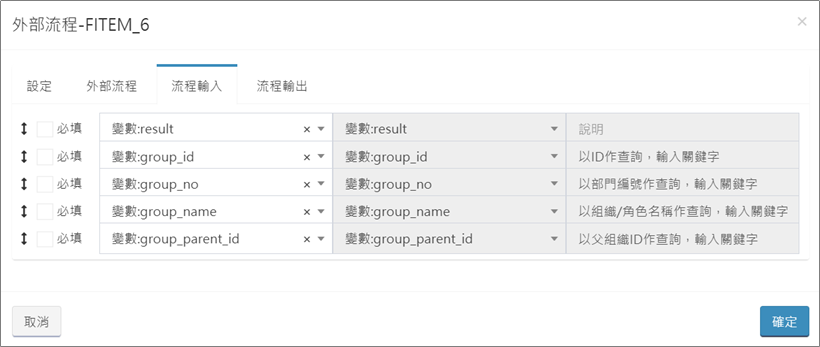 外部流程-FITEM_6 ×
設定 外部流程 流程輸入 流程輸出
必填 變數:result × 變數:result 說明
必填 變數:group_id × 變數:group_id 以ID作查詢，輸入關鍵字
必填 變數:group_no × 變數:group_no 以部門編號作查詢，輸入關鍵字
必填 變數:group_name × 變數:group_name 以組織/角色名稱作查詢，輸入關鍵字
必填 變數:group_parent_id × 變數:group_parent_id 以父組織ID作查詢，輸入關鍵字
取消 確定